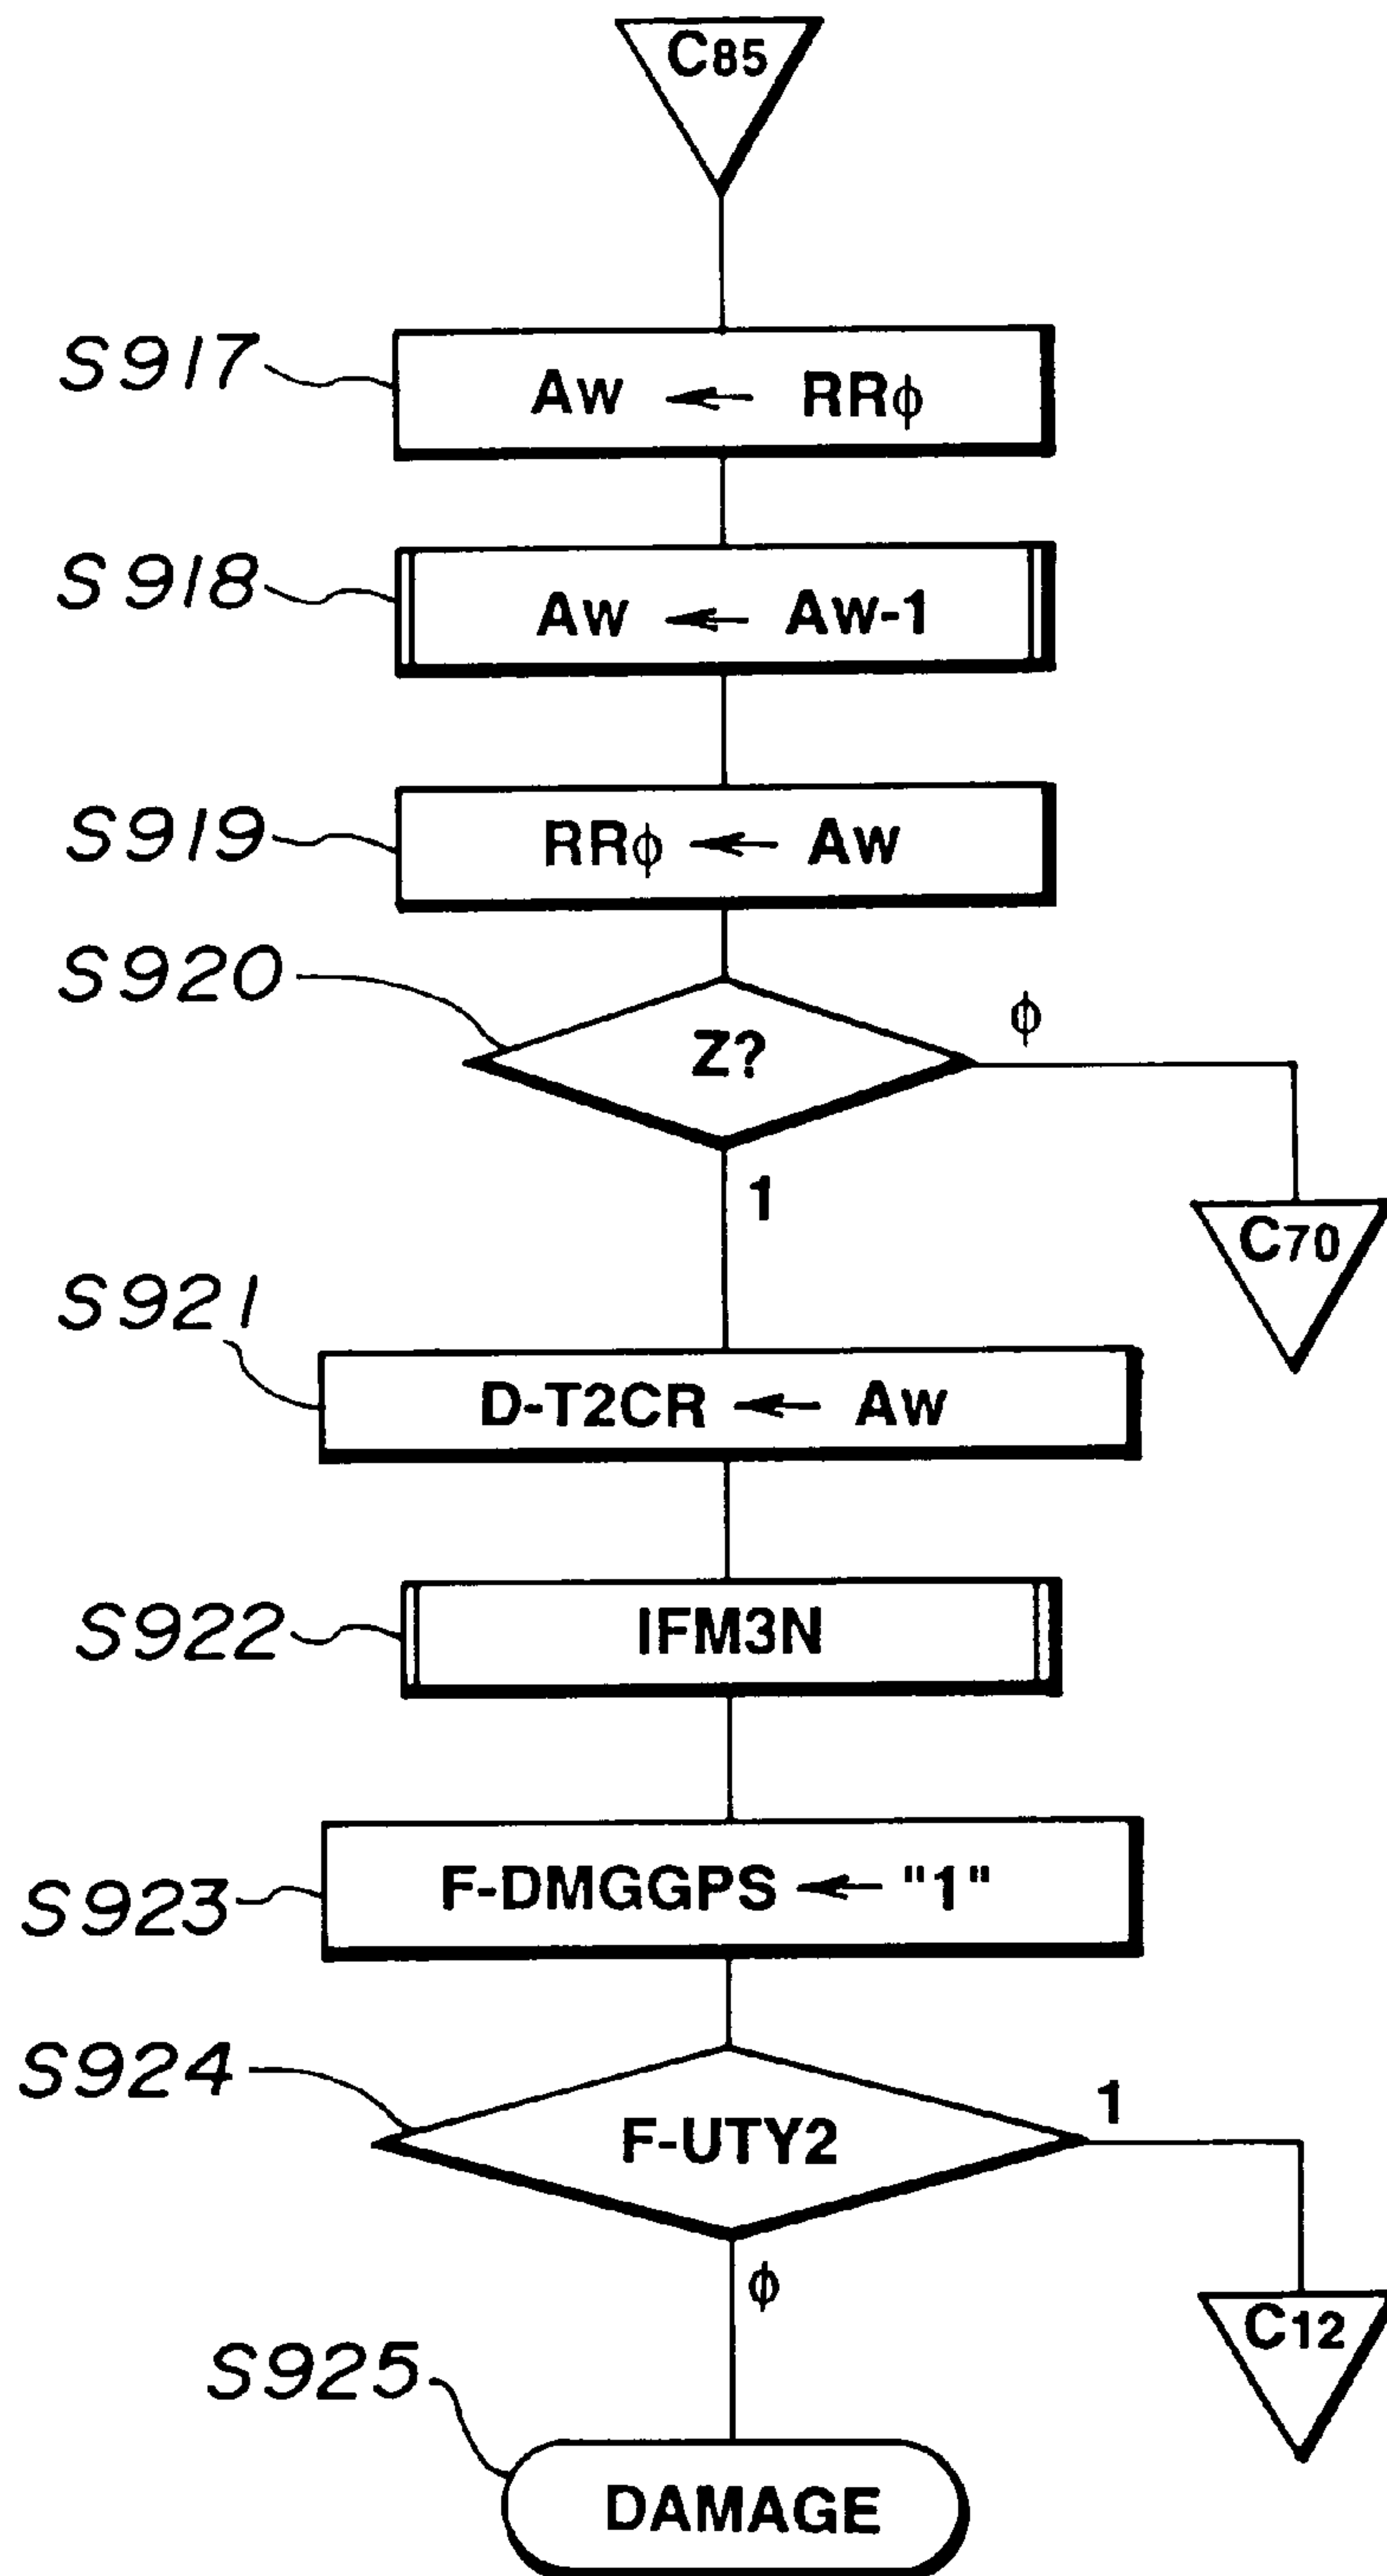 C85
S917
Aw ← RRϕ
S918
Aw ← Aw-1
S919
RRϕ ← Aw
S920
Z?
ϕ
1
C70
S921
D-T2CR ← Aw
S922
IFM3N
S923
F-DMGGPS ← "1"
S924
F-UTY2
1
ϕ
C12
S925
DAMAGE